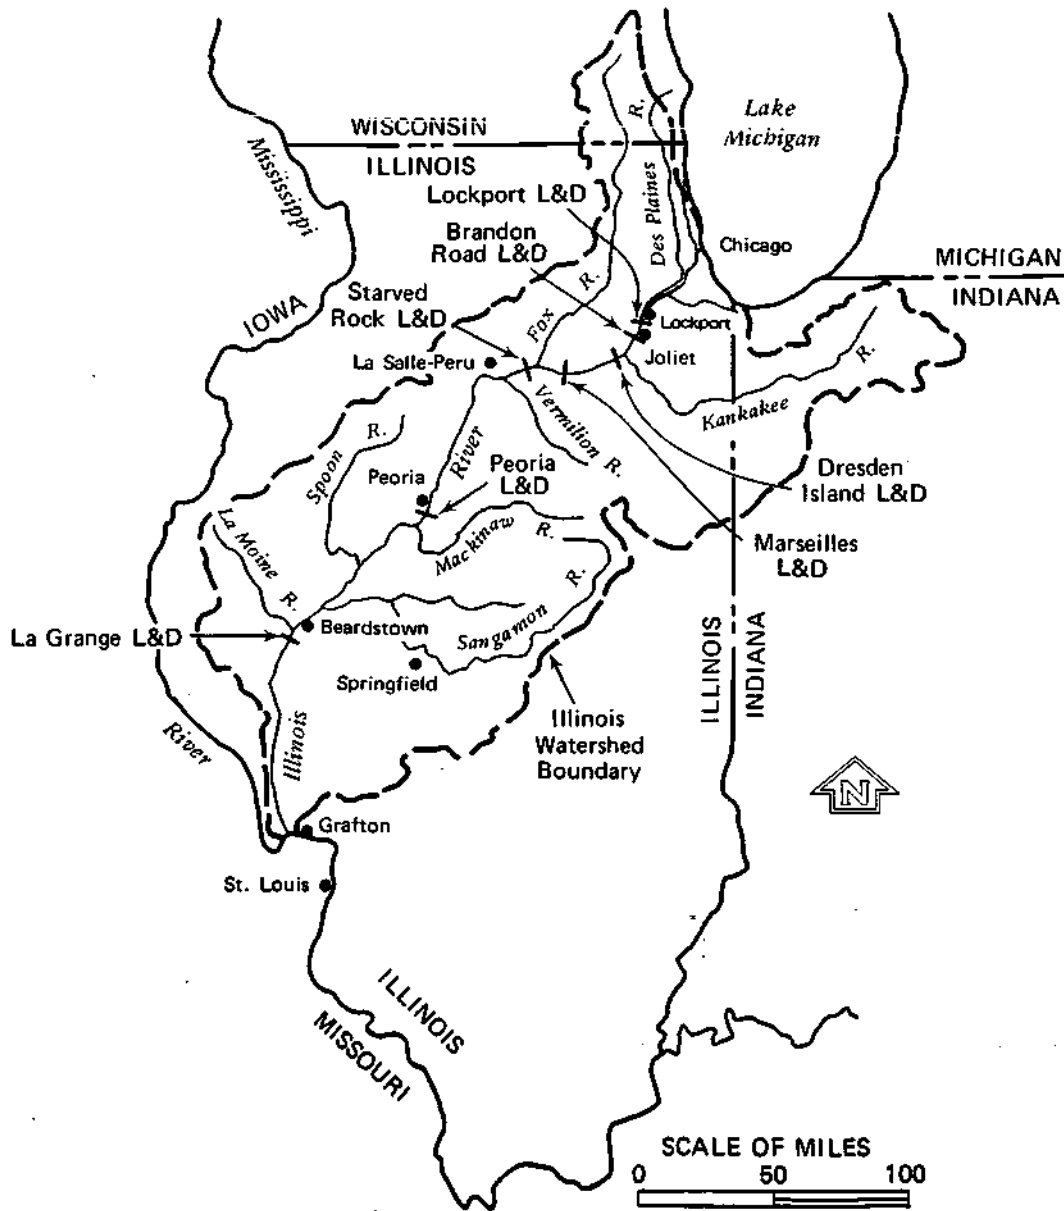 Lake
Michigan
R.
WISCONSIN
ILLINOIS
Mississippi
Lockport L&D
Des Plaines
Brandon
Road L&D
Chicago
MICHIGAN
INDIANA
Starved
Rock L&D
R.
IOWA
Fox
Lockport
La Salle-Peru
Joliet
R.
Kankakee
Vermilion R.
Spoon R.
River
Peoria
Peoria
L&D
Dresden
Island L&D
La Moine R.
Mackinaw R.
Marseilles
L&D
Beardstown
Sangamon R.
La Grange L&D
Springfield
ILLINOIS
INDIANA
Illinois
Watershed
Boundary
River
Illinois
N
Grafton
St. Louis
ILLINOIS
MISSOURI
SCALE OF MILES
0 50 100